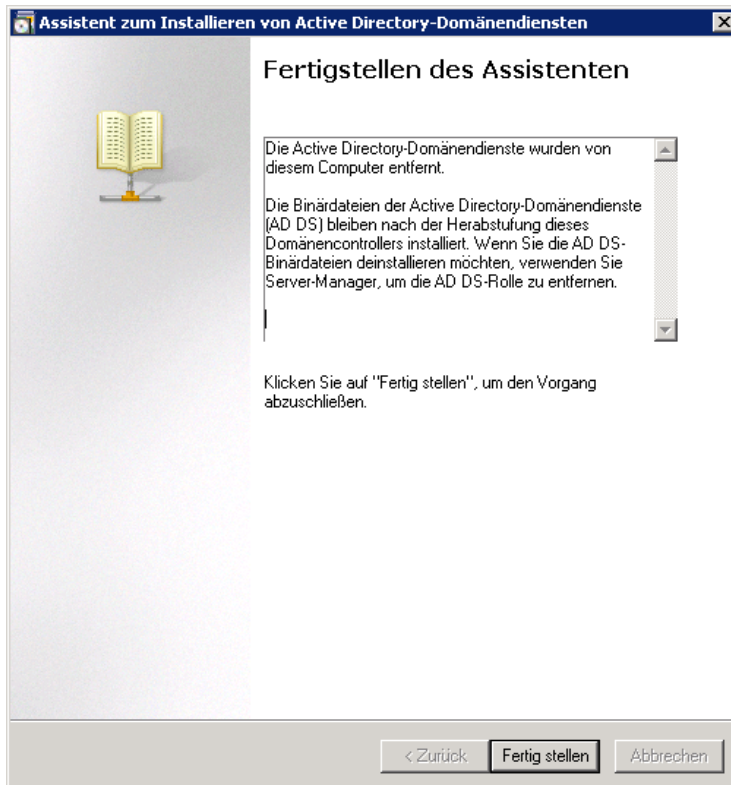 Assistent zum Installieren von Active Directory-Domänendiensten
Fertigstellen des Assistenten
Die Active Directory-Domänendienste wurden von
diesem Computer entfernt.
Die Binärdateien der Active Directory-Domänendienste
(AD DS) bleiben nach der Herabstufung dieses
Domänencontrollers installiert. Wenn Sie die AD DS-
Binärdateien deinstallieren möchten, verwenden Sie
Server-Manager, um die AD DS-Rolle zu entfernen.
Klicken Sie auf "Fertig stellen", um den Vorgang
abzuschließen.
< Zurück
Fertig stellen
Abbrechen